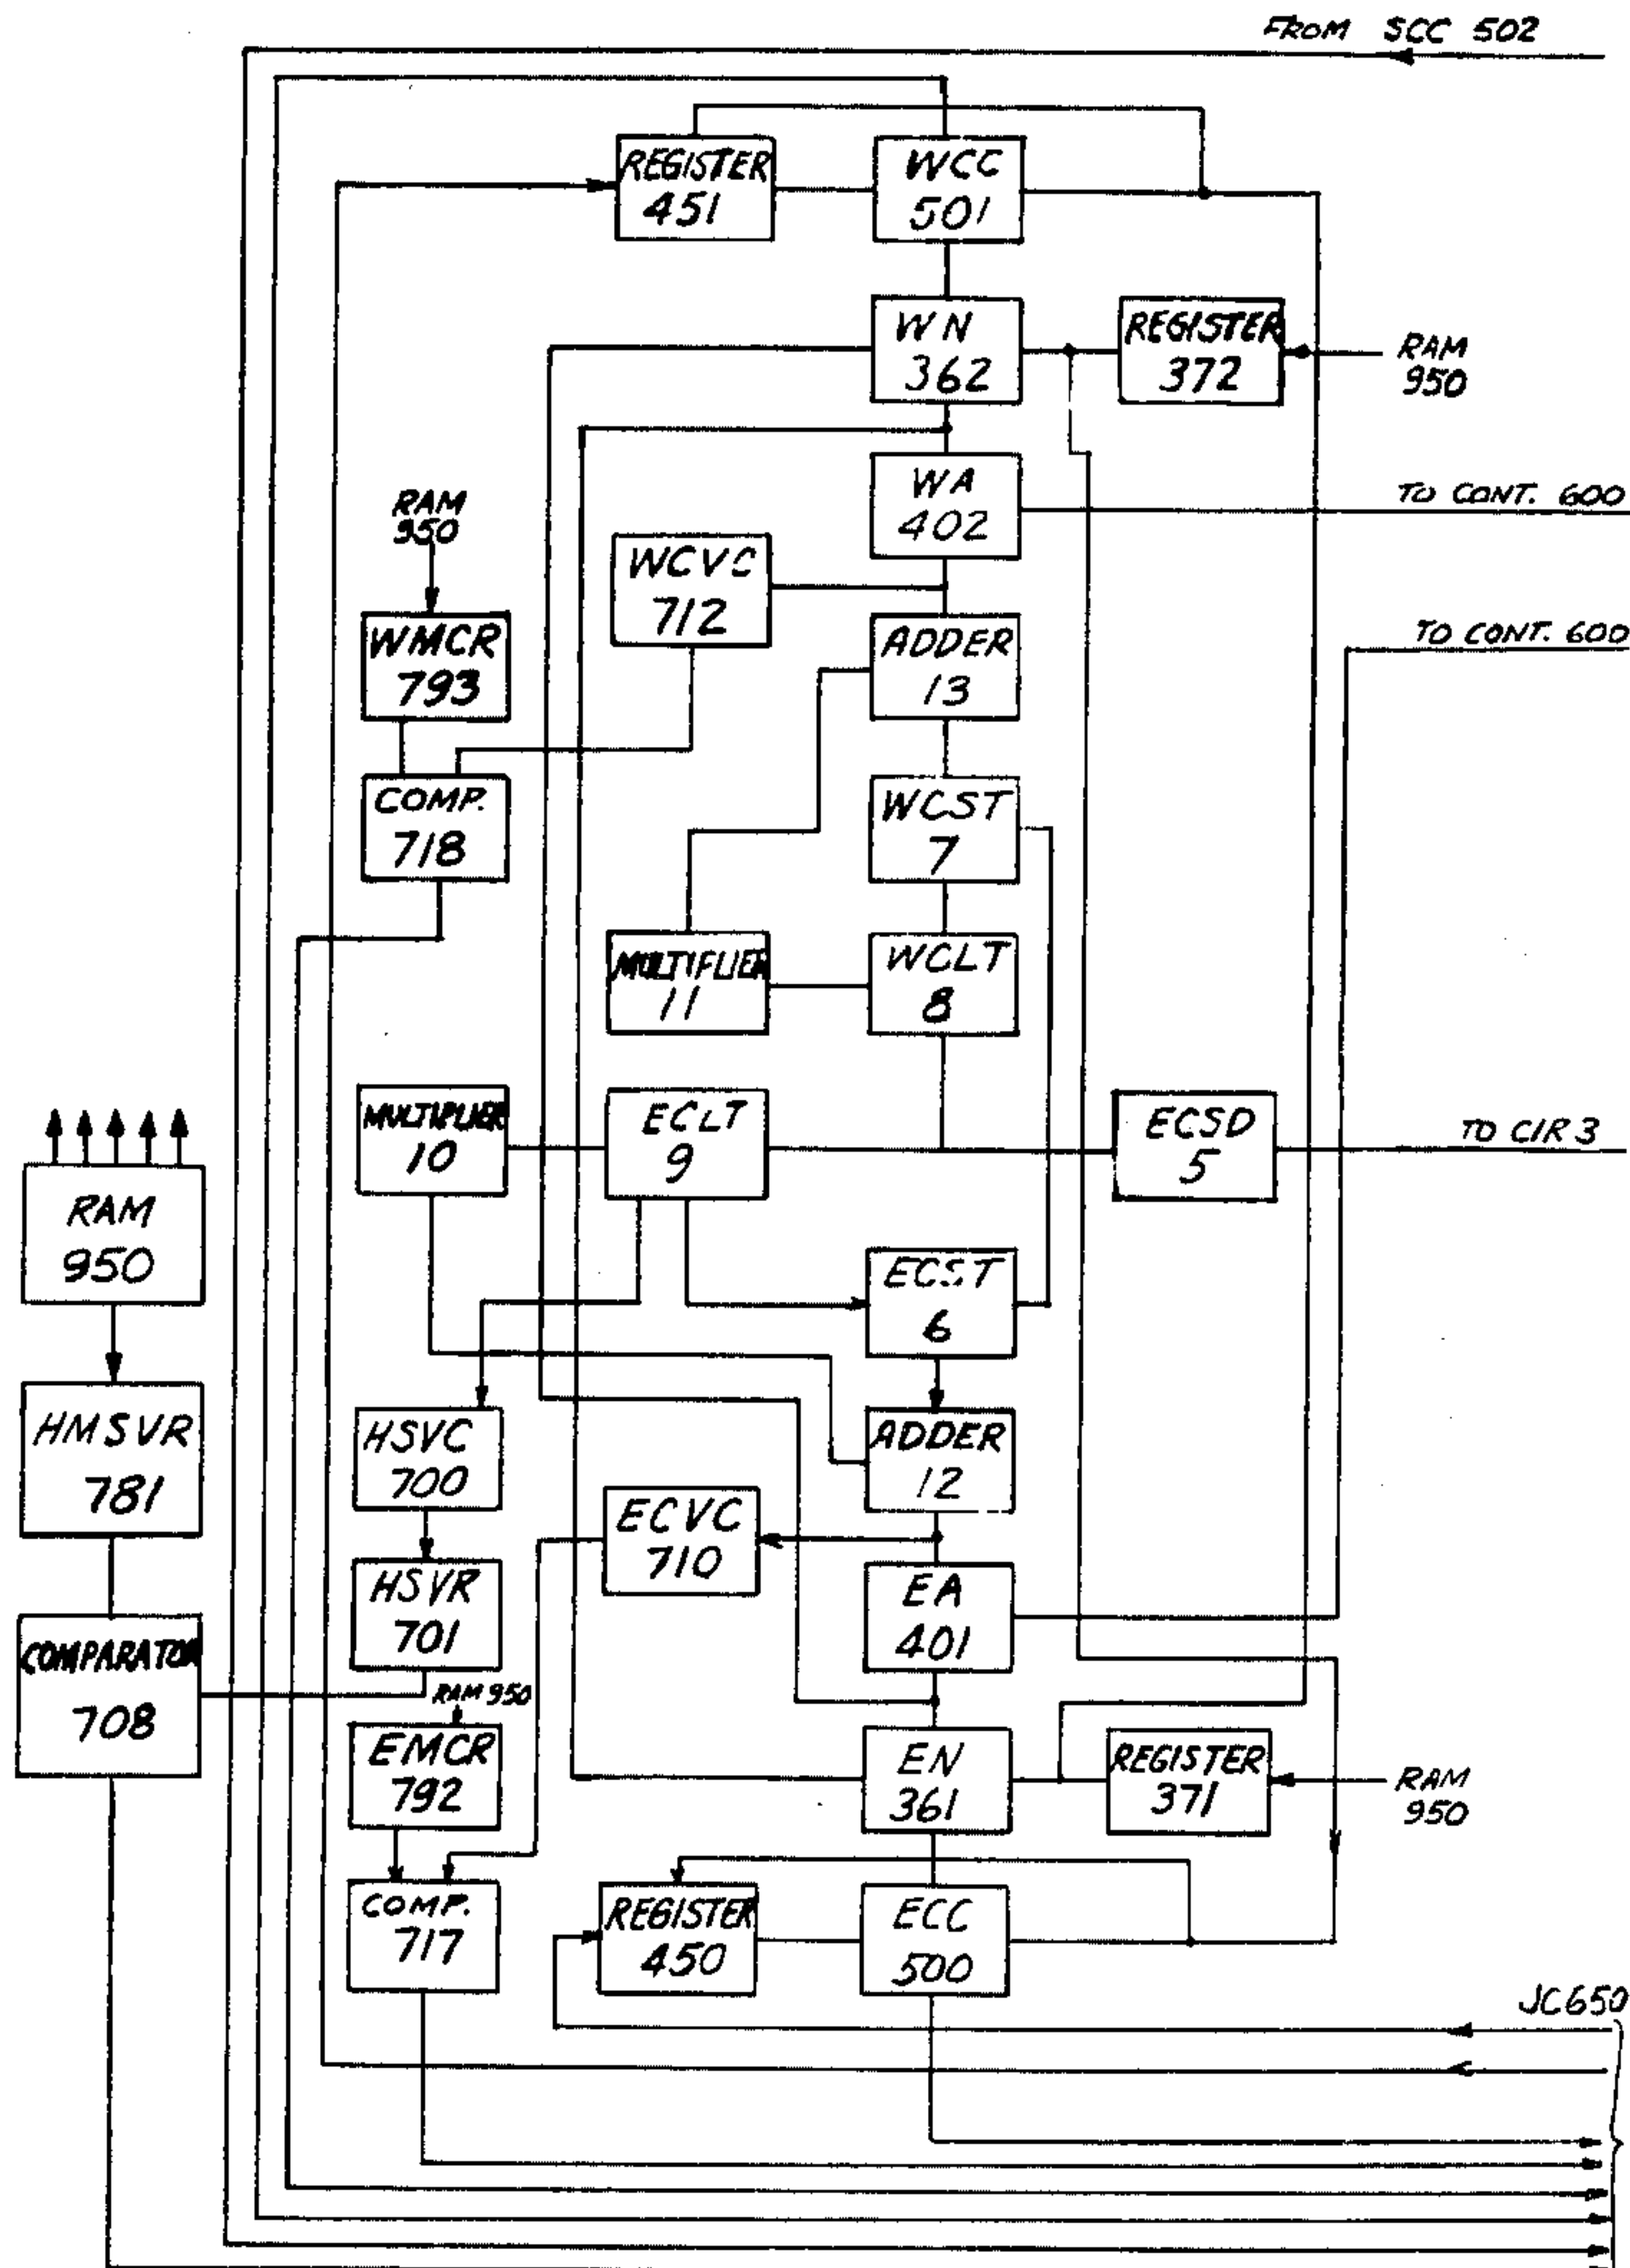 FROM SCC 502
REGISTER
451
WCC
501
WN
362
REGISTER
372
RAM
950
WA
402
TO CONT. 600
RAM
950
WCVC
712
TO CONT. 600
WMCR
793
ADDER
13
COMP.
718
WCST
7
MULTIPLIER
11
WCLT
8
MULTIPLIER
10
ECLT
9
ECSD
5
TO CIR 3
RAM
950
ECST
6
HMSVR
781
HSVC
700
ADDER
12
ECVC
710
HSVR
701
EA
401
COMPARATOR
708
RAM 950
EMCR
792
EN
361
REGISTER
371
RAM
950
COMP.
717
REGISTER
450
ECC
500
JC650